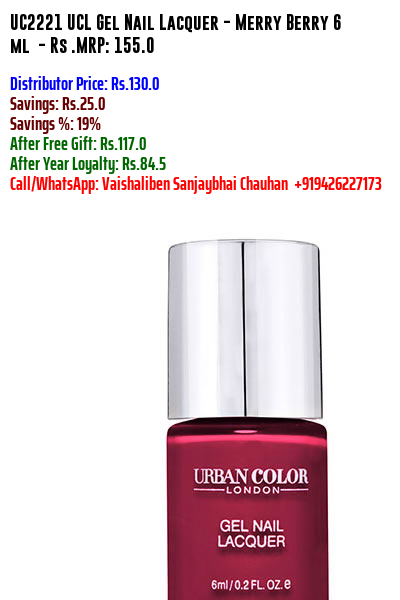 UC2221 UCL Gel Nail Lacquer - Merry Berry 6
ml - Rs .MRP: 155.0
Distributor Price: Rs.130.0
Savings: Rs.25.0
Savings %: 19%
After Free Gift: Rs.117.0
After Year Loyalty: Rs.84.5
Call/WhatsApp: Vaishaliben Sanjaybhai Chauhan +919426227173
URBAN COLOR
LONDON
GEL NAIL
LACQUER
6ml/0.2 FL. OZ.e